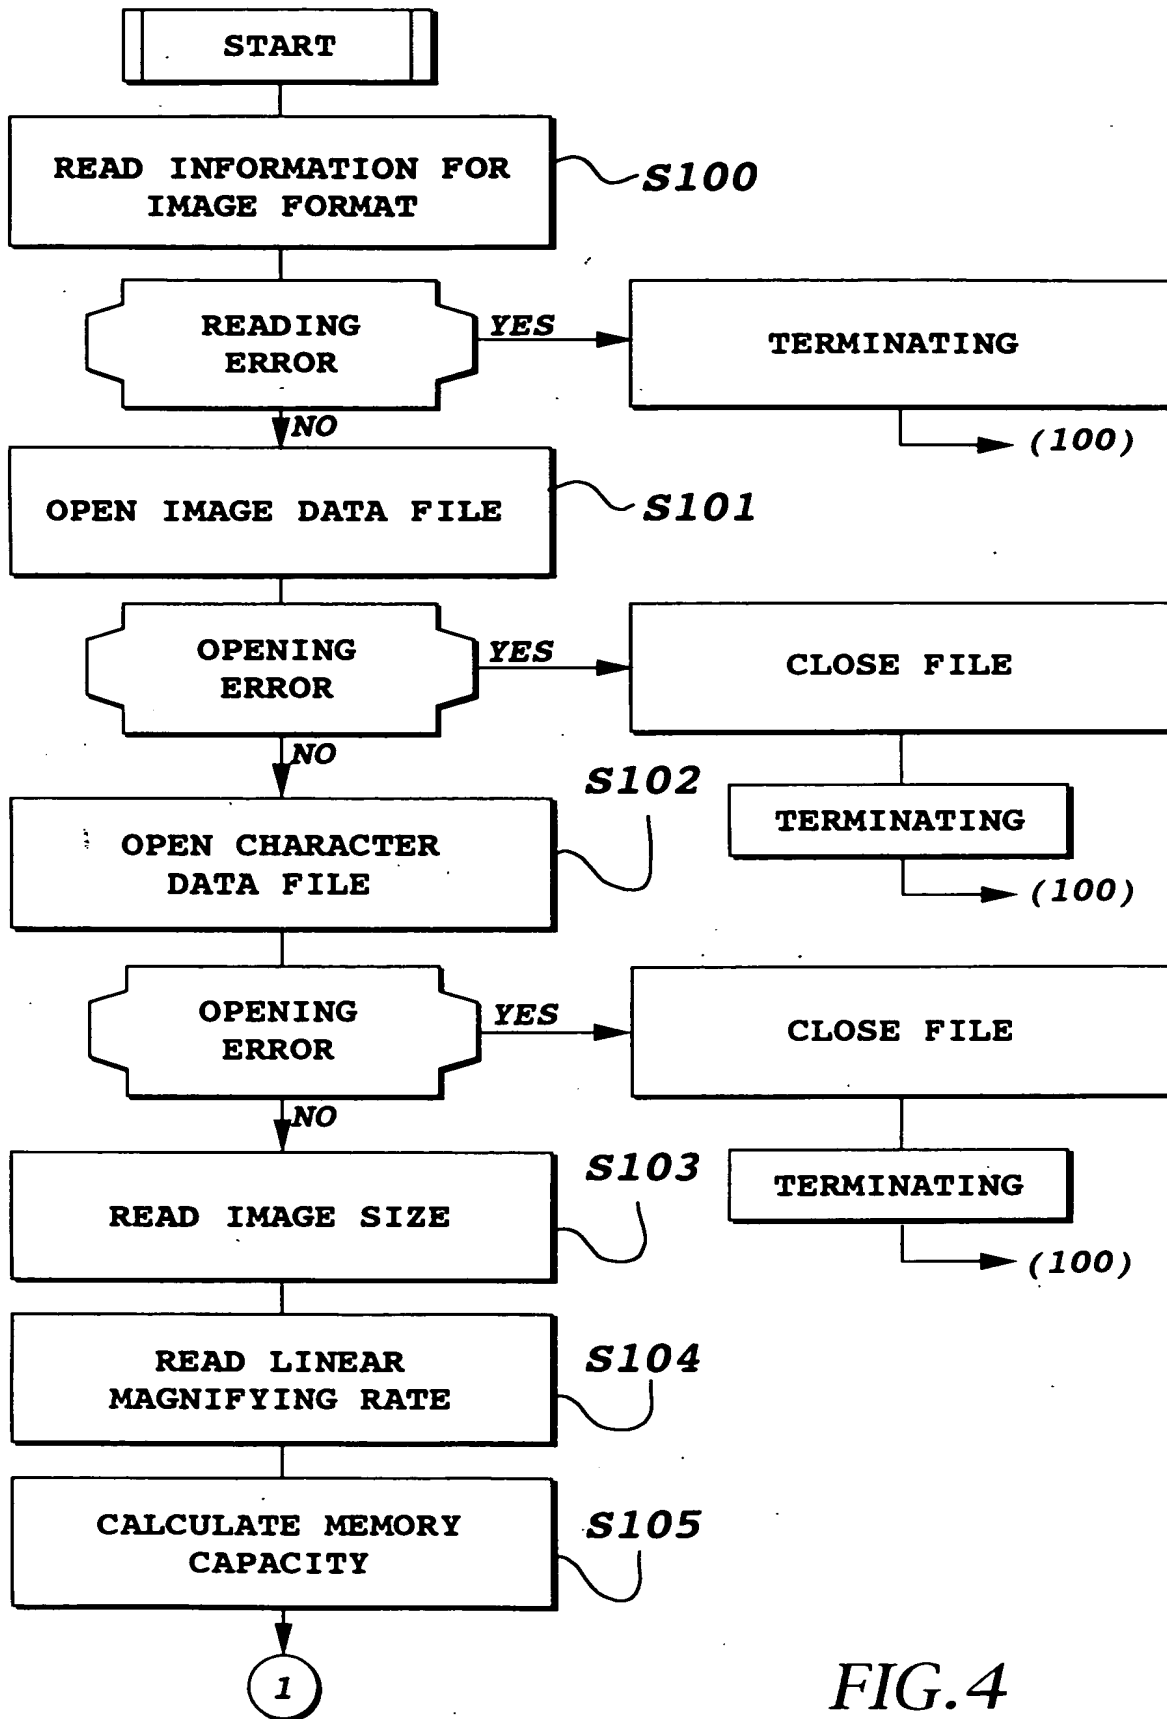 START
READ INFORMATION FOR
IMAGE FORMAT
S100
READING
ERROR
YES
TERMINATING
NO
(100)
OPEN IMAGE DATA FILE
S101
OPENING
ERROR
YES
CLOSE FILE
NO
S102
TERMINATING
OPEN CHARACTER
DATA FILE
(100)
OPENING
ERROR
YES
CLOSE FILE
NO
S103
TERMINATING
READ IMAGE SIZE
(100)
READ LINEAR
MAGNIFYING RATE
S104
CALCULATE MEMORY
CAPACITY
S105
1
FIG.4